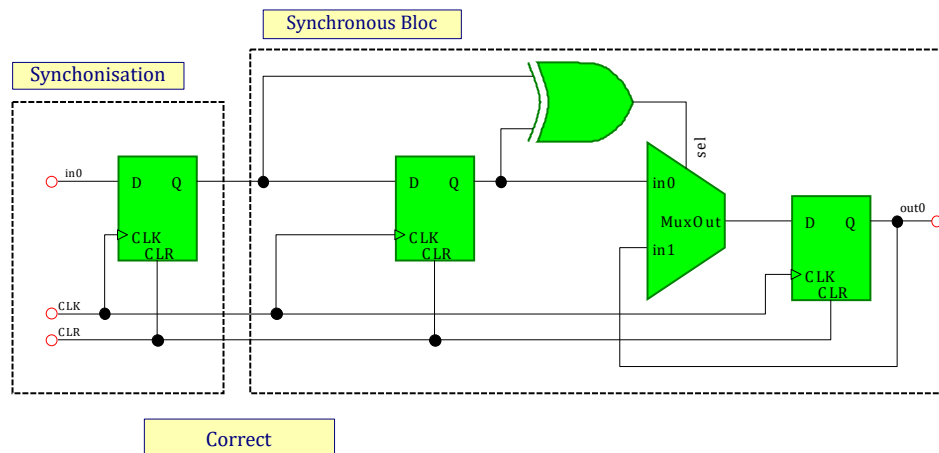 Synchronous Bloc
Synchonisation
sel
in0
D Q
CLK
CLR
D Q
CLK
CLR
in0
MuxOut
in1
D Q
CLK
CLR
out0
CLK
CLR
Correct